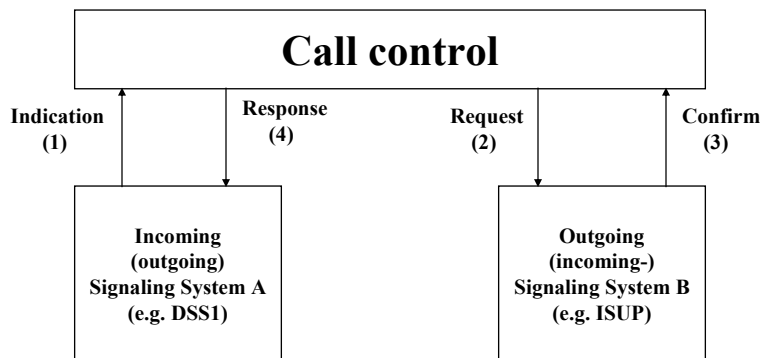 Call control
Indication
(1)
Response
(4)
Request
(2)
Confirm
(3)
Incoming
(outgoing)
Signaling System A
(e.g. DSS1)
Outgoing
(incoming-)
Signaling System B
(e.g. ISUP)